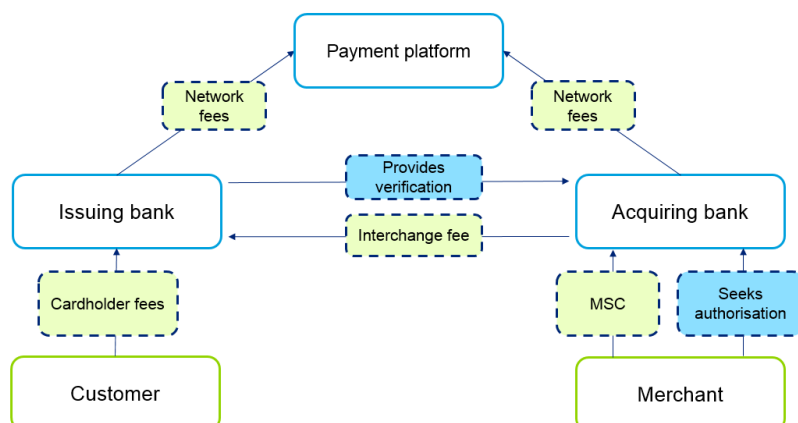 Payment platform
Network
fees
Network
fees
Provides
verification
Issuing bank
Acquiring bank
Interchange fee
Cardholder fees
MSC
Seeks
authorisation
Customer
Merchant